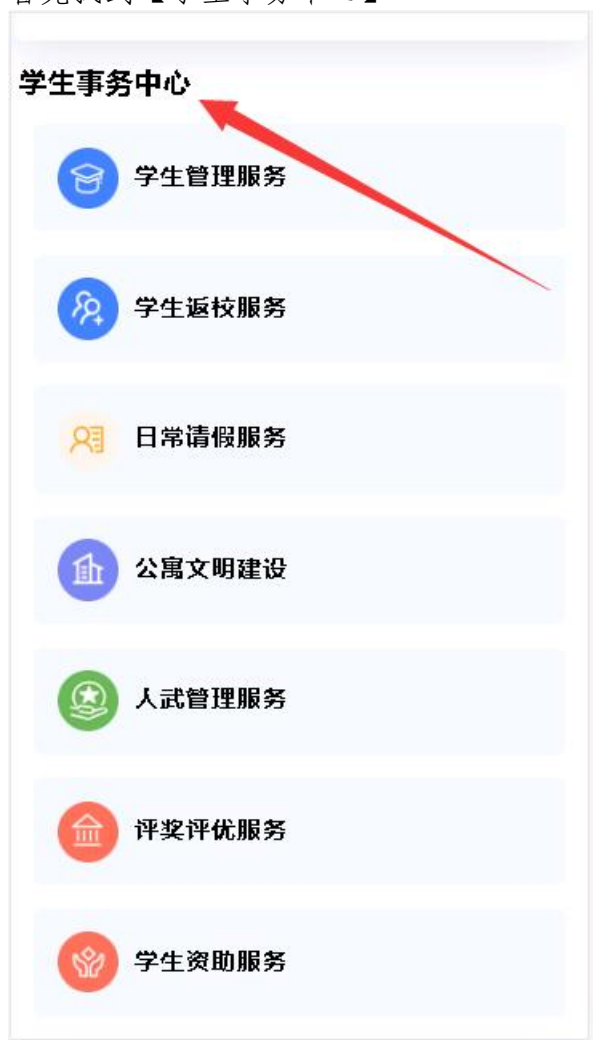 学生事务中心
学生管理服务
学生返校服务
日常请假服务
公寓文明建设
人武管理服务
评奖评优服务
学生资助服务